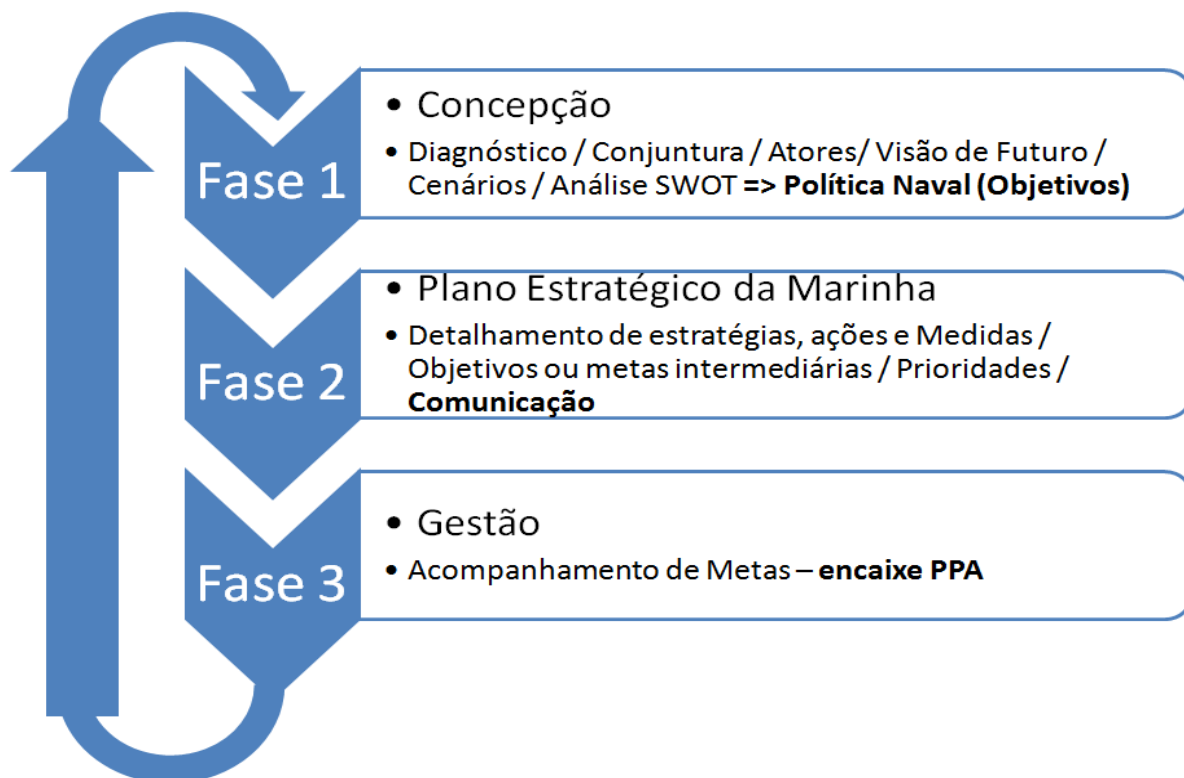 Fase 1
• Concepção
• Diagnóstico / Conjuntura / Atores/ Visão de Futuro /
Cenários / Análise SWOT => Política Naval (Objetivos)
Fase 2
• Plano Estratégico da Marinha
• Detalhamento de estratégias, ações e Medidas /
Objetivos ou metas intermediárias / Prioridades /
Comunicação
Fase 3
• Gestão
• Acompanhamento de Metas – encaixe PPA